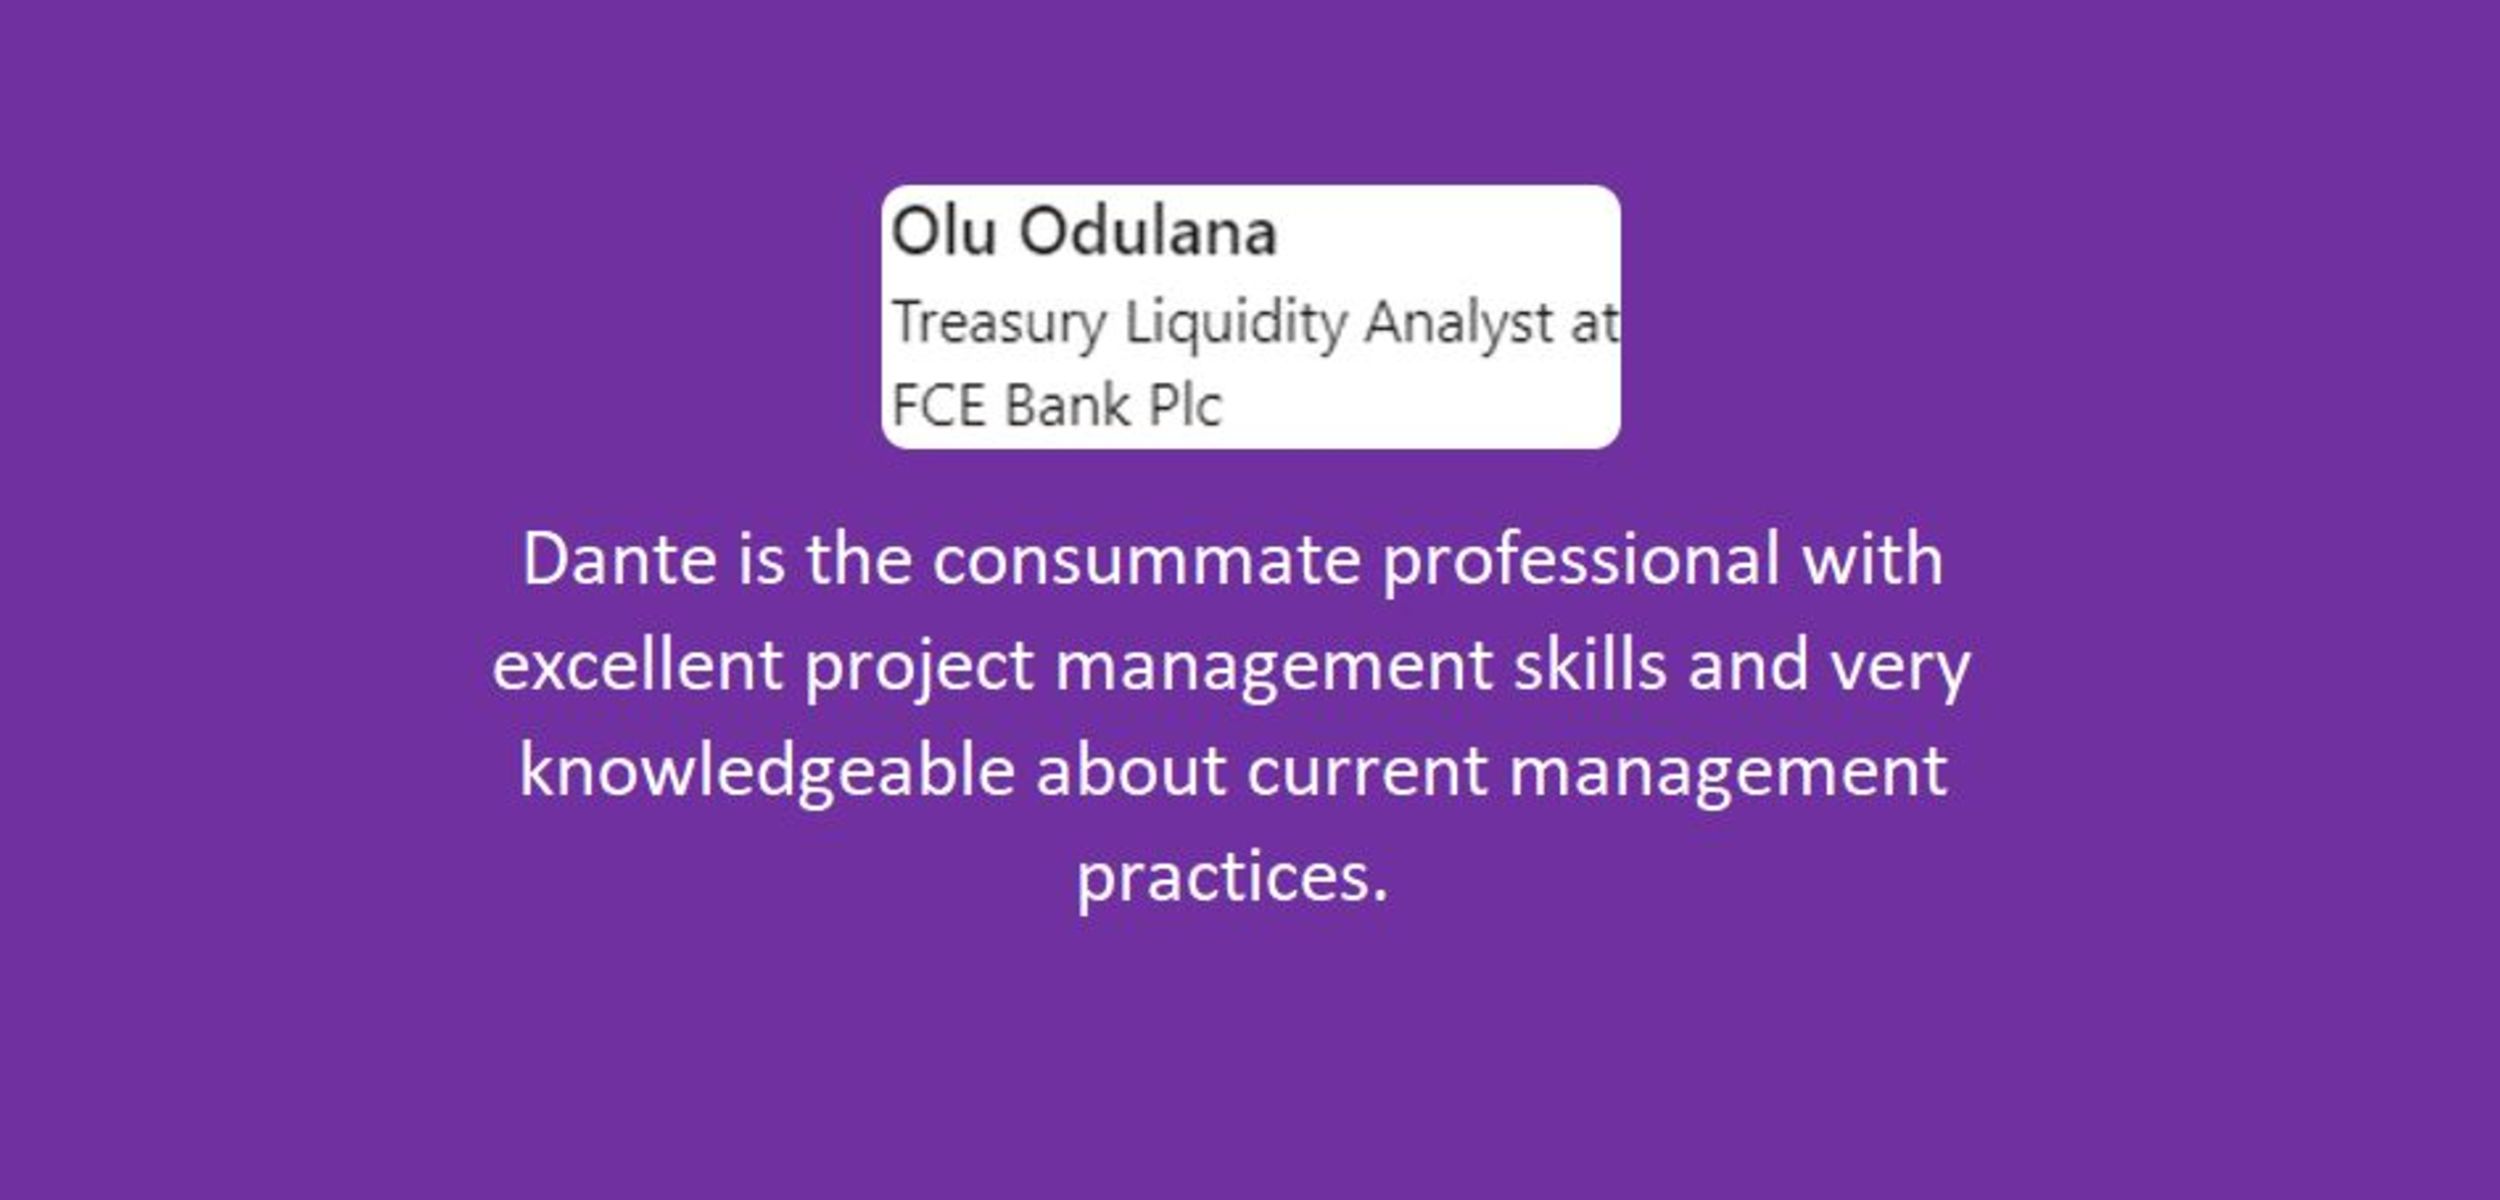 Olu Odulana
Treasury Liquidity Analyst at
FCE Bank Plc
Dante is the consummate professional with
excellent project management skills and very
knowledgeable about current management
practices.